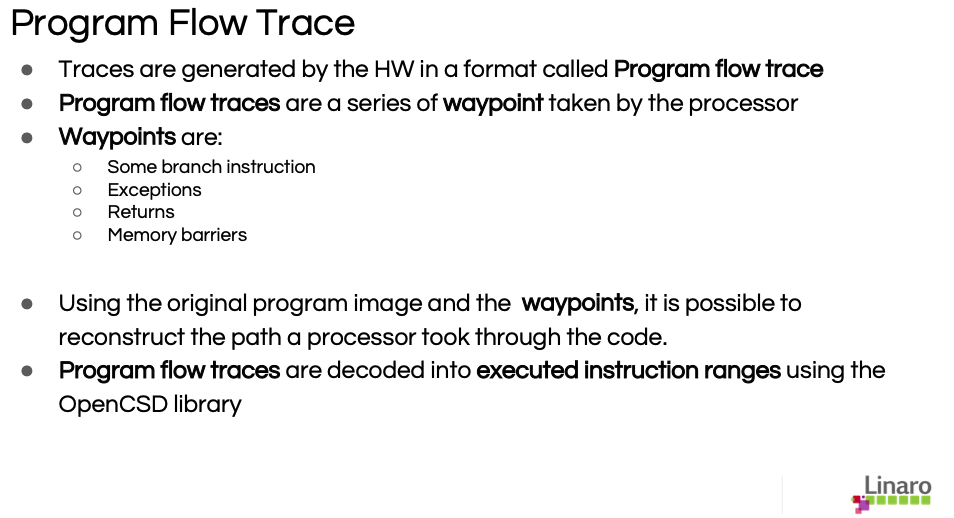 Program Flow Trace
● Traces are generated by the HW in a format called Program flow trace
● Program flow traces are a series of waypoint taken by the processor
● Waypoints are:
○ Some branch instruction
○ Exceptions
○ Returns
○ Memory barriers
● Using the original program image and the waypoints, it is possible to
reconstruct the path a processor took through the code.
● Program flow traces are decoded into executed instruction ranges using the
OpenCSD library
Linaro